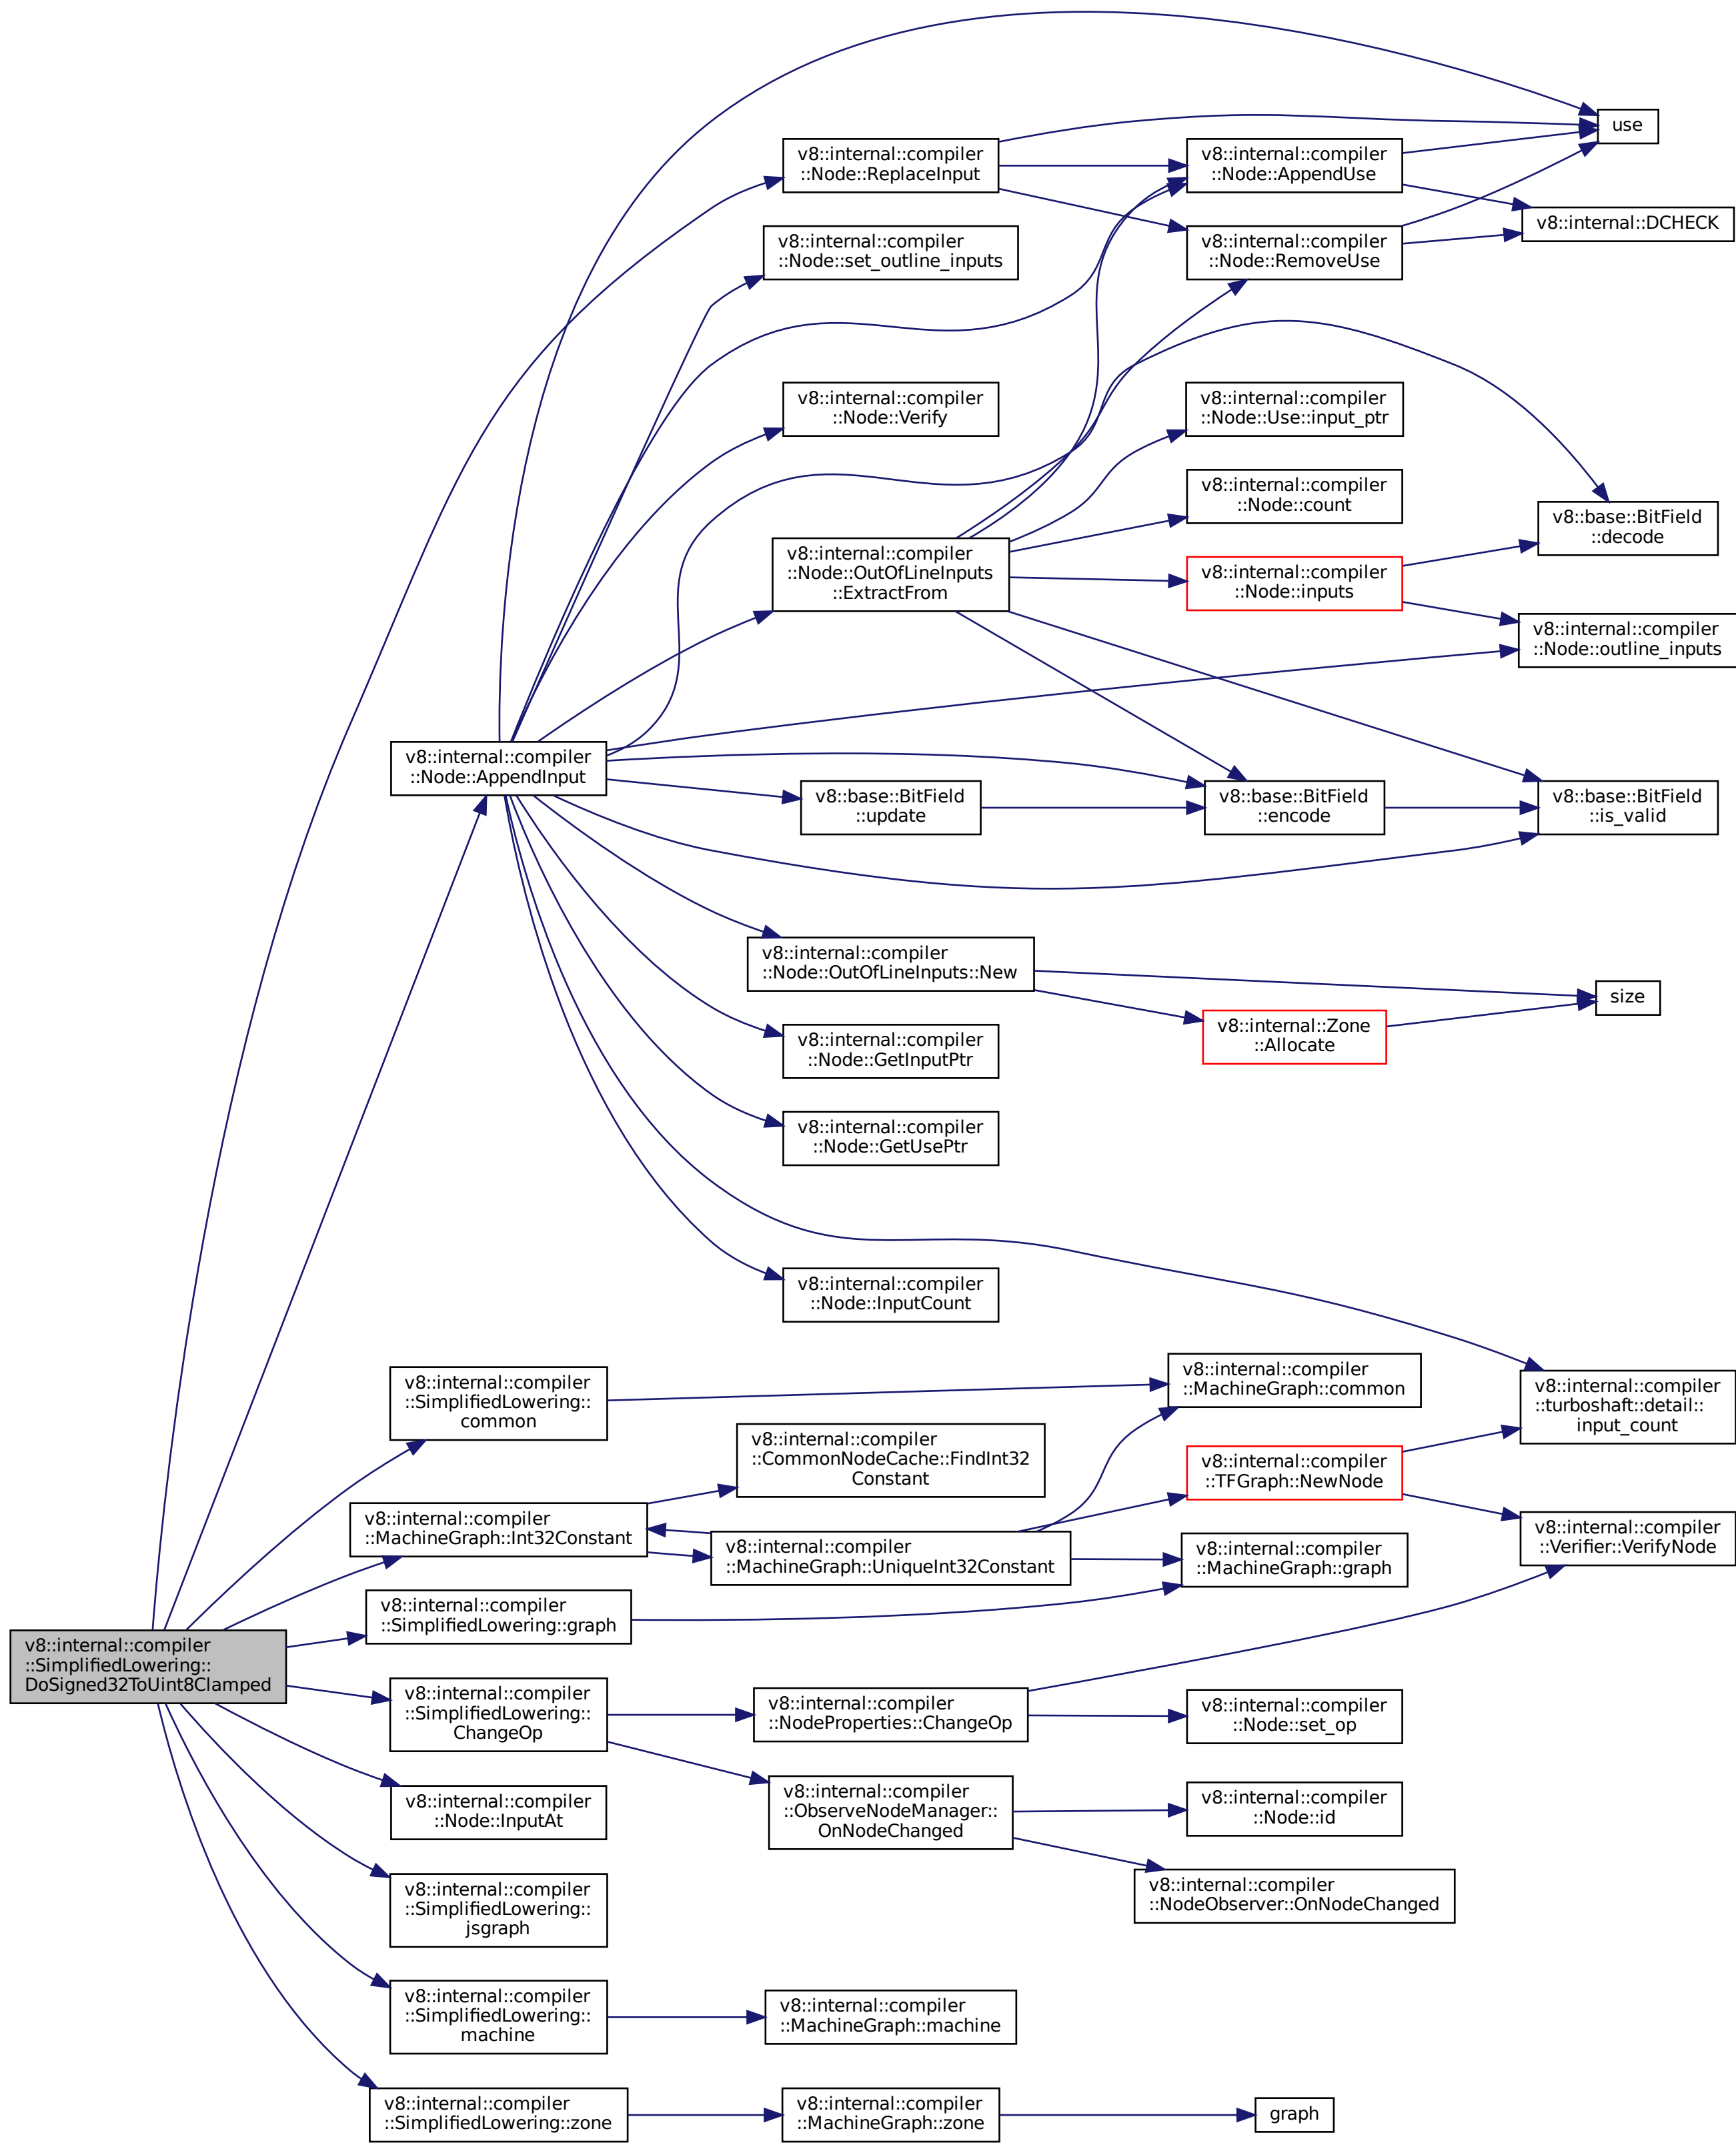 use
v8::internal::compiler
::Node::ReplaceInput
v8::internal::compiler
::Node::AppendUse
v8::internal::DCHECK
v8::internal::compiler
::Node::set_outline_inputs
v8::internal::compiler
::Node::RemoveUse
v8::internal::compiler
::Node::Verify
v8::internal::compiler
::Node::Use::input_ptr
v8::internal::compiler
::Node::count
v8::base::BitField
::decode
v8::internal::compiler
::Node::OutOfLineInputs
::ExtractFrom
v8::internal::compiler
::Node::inputs
v8::internal::compiler
::Node::outline_inputs
v8::internal::compiler
::Node::AppendInput
v8::base::BitField
::update
v8::base::BitField
::encode
v8::base::BitField
::is_valid
v8::internal::compiler
::Node::OutOfLineInputs::New
size
v8::internal::Zone
::Allocate
v8::internal::compiler
::Node::GetInputPtr
v8::internal::compiler
::Node::GetUsePtr
v8::internal::compiler
::Node::InputCount
v8::internal::compiler
::SimplifiedLowering::
common
v8::internal::compiler
::MachineGraph::common
v8::internal::compiler
::turboshaft::detail::
input_count
v8::internal::compiler
::CommonNodeCache::FindInt32
Constant
v8::internal::compiler
::TFGraph::NewNode
v8::internal::compiler
::MachineGraph::Int32Constant
v8::internal::compiler
::MachineGraph::UniqueInt32Constant
v8::internal::compiler
::MachineGraph::graph
v8::internal::compiler
::Verifier::VerifyNode
v8::internal::compiler
::SimplifiedLowering::graph
v8::internal::compiler
::SimplifiedLowering::
DoSigned32ToUint8Clamped
v8::internal::compiler
::SimplifiedLowering::
ChangeOp
v8::internal::compiler
::NodeProperties::ChangeOp
v8::internal::compiler
::Node::set_op
v8::internal::compiler
::Node::InputAt
v8::internal::compiler
::ObserveNodeManager::
OnNodeChanged
v8::internal::compiler
::Node::id
v8::internal::compiler
::NodeObserver::OnNodeChanged
v8::internal::compiler
::SimplifiedLowering::
jsgraph
v8::internal::compiler
::SimplifiedLowering::
machine
v8::internal::compiler
::MachineGraph::machine
v8::internal::compiler
::SimplifiedLowering::zone
v8::internal::compiler
::MachineGraph::zone
graph